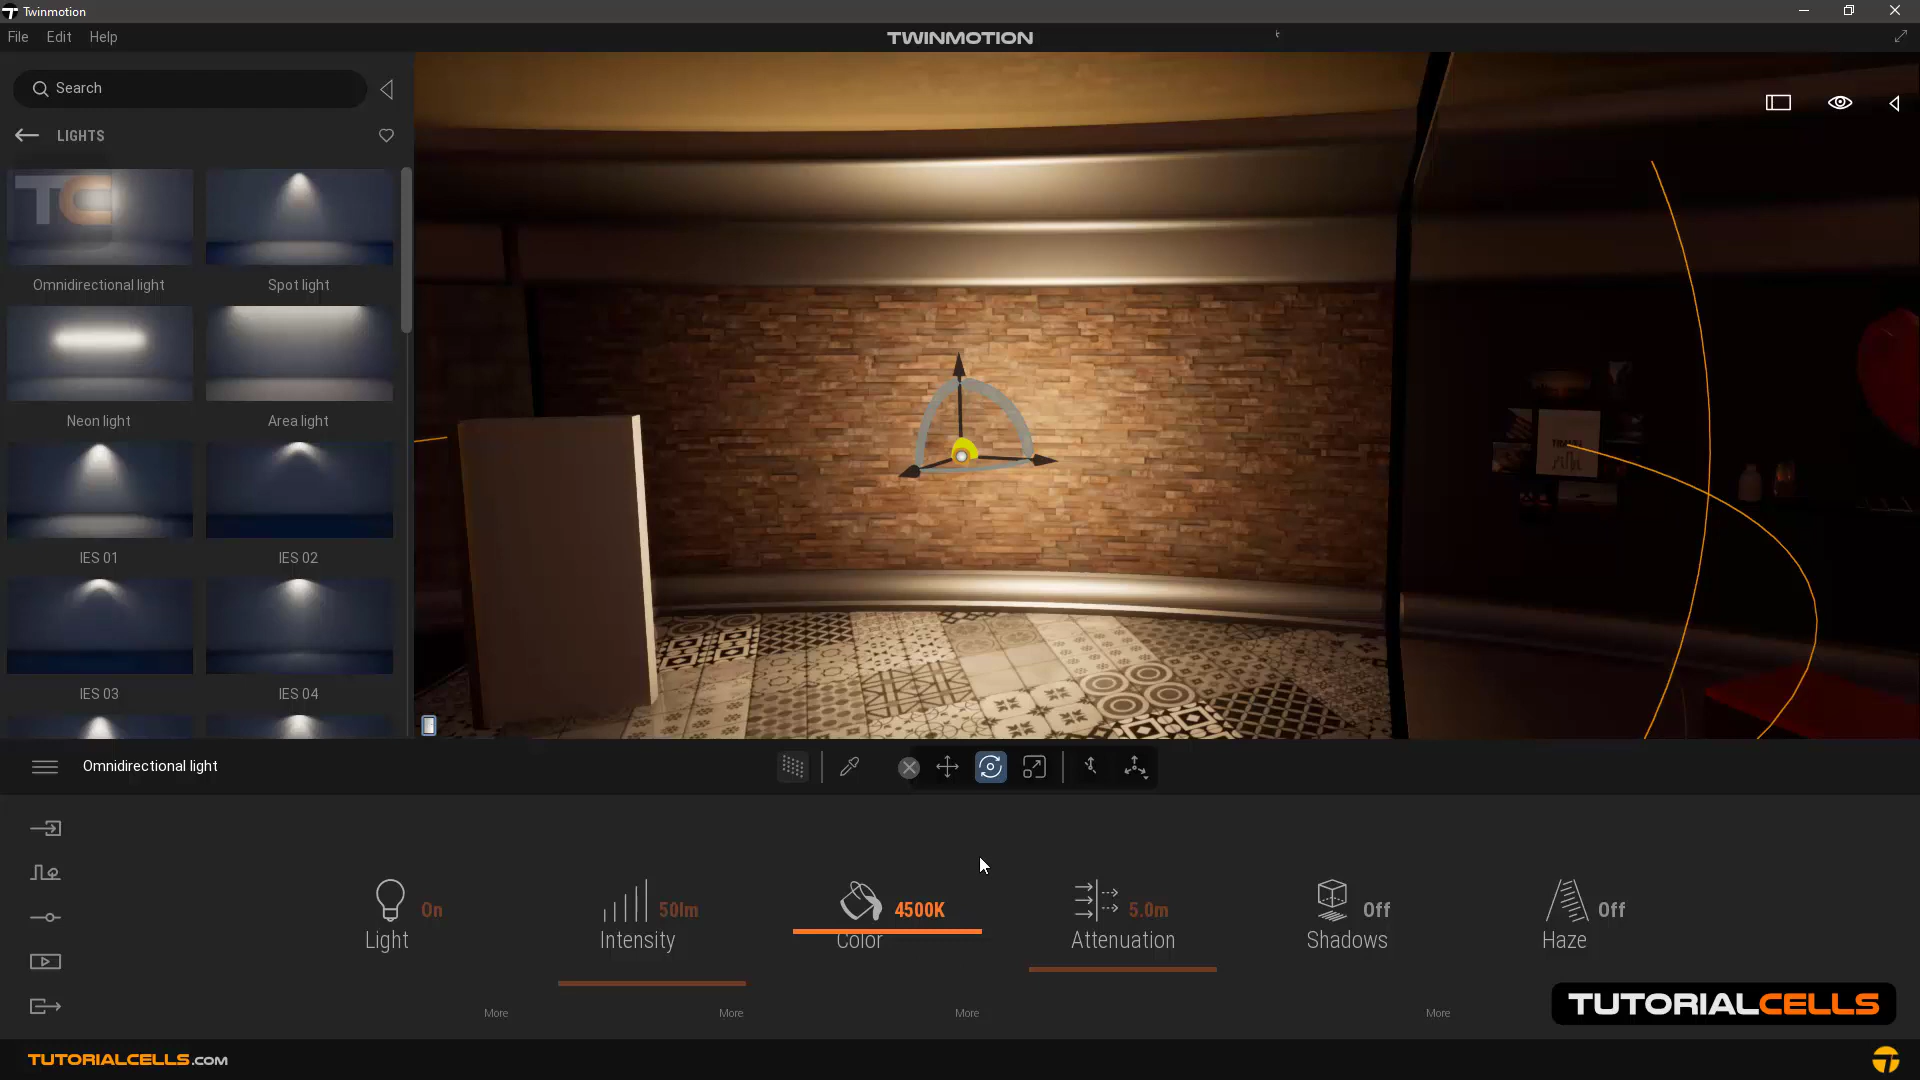 Twinmotion
File Edit Help
TWINMOTION
Search
LIGHTS
TC
Omnidirectional light
Spot light
Neon light
Area light
IES 01
IES 02
IES 03
IES 04
Omnidirectional light
On
Light
50lm
Intensity
4500K
Color
5.0m
Attenuation
Off
Shadows
Off
Haze
More
More
More
More
TUTORIALCELLS
TUTORIALCELLS.COM